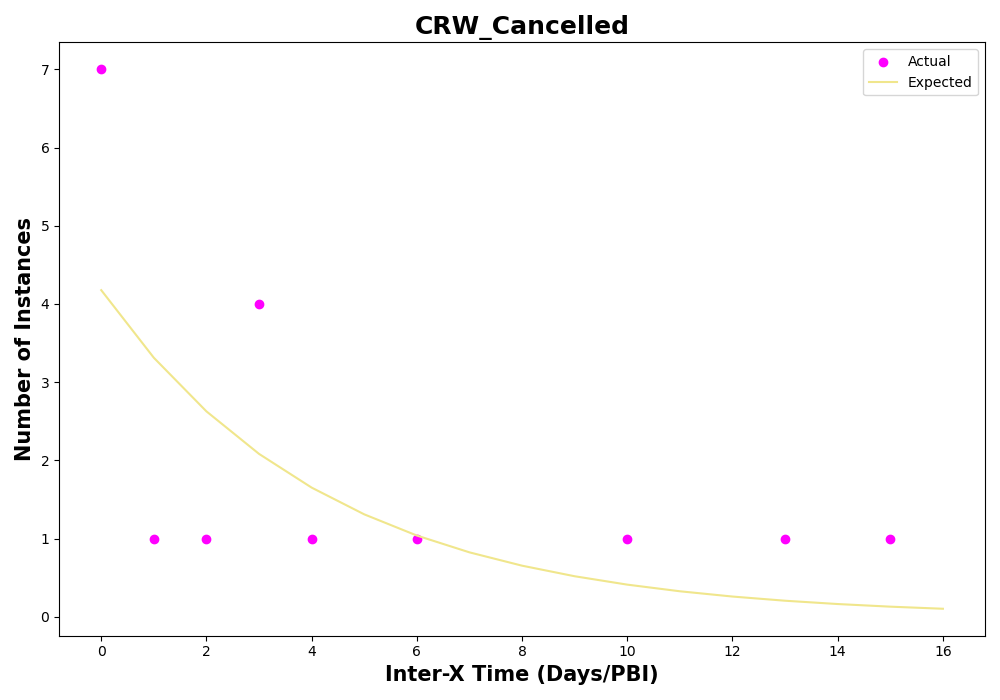 CRW_Cancelled
Actual
Expected
Number of Instances
7
6
5
4
3
2
1
0
0 2 4 6 8 10 12 14 16
Inter-X Time (Days/PBI)